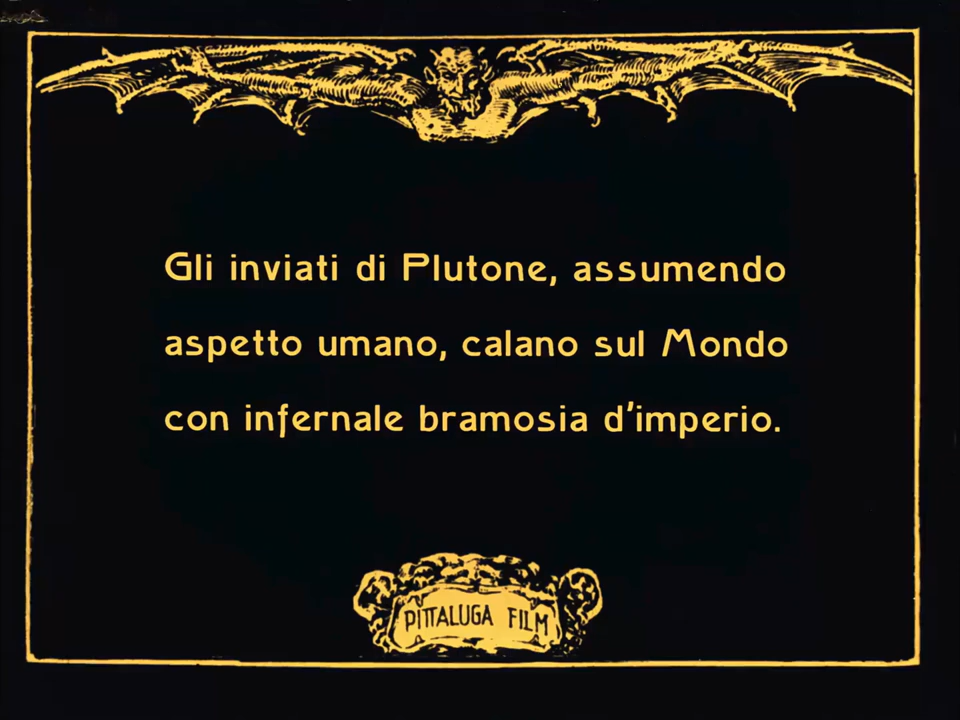 Gli inviati di Plutone, assumendo
aspetto umano, calano sul Mondo
con infernale bramosia d'imperio.
PITTALUGA FILM